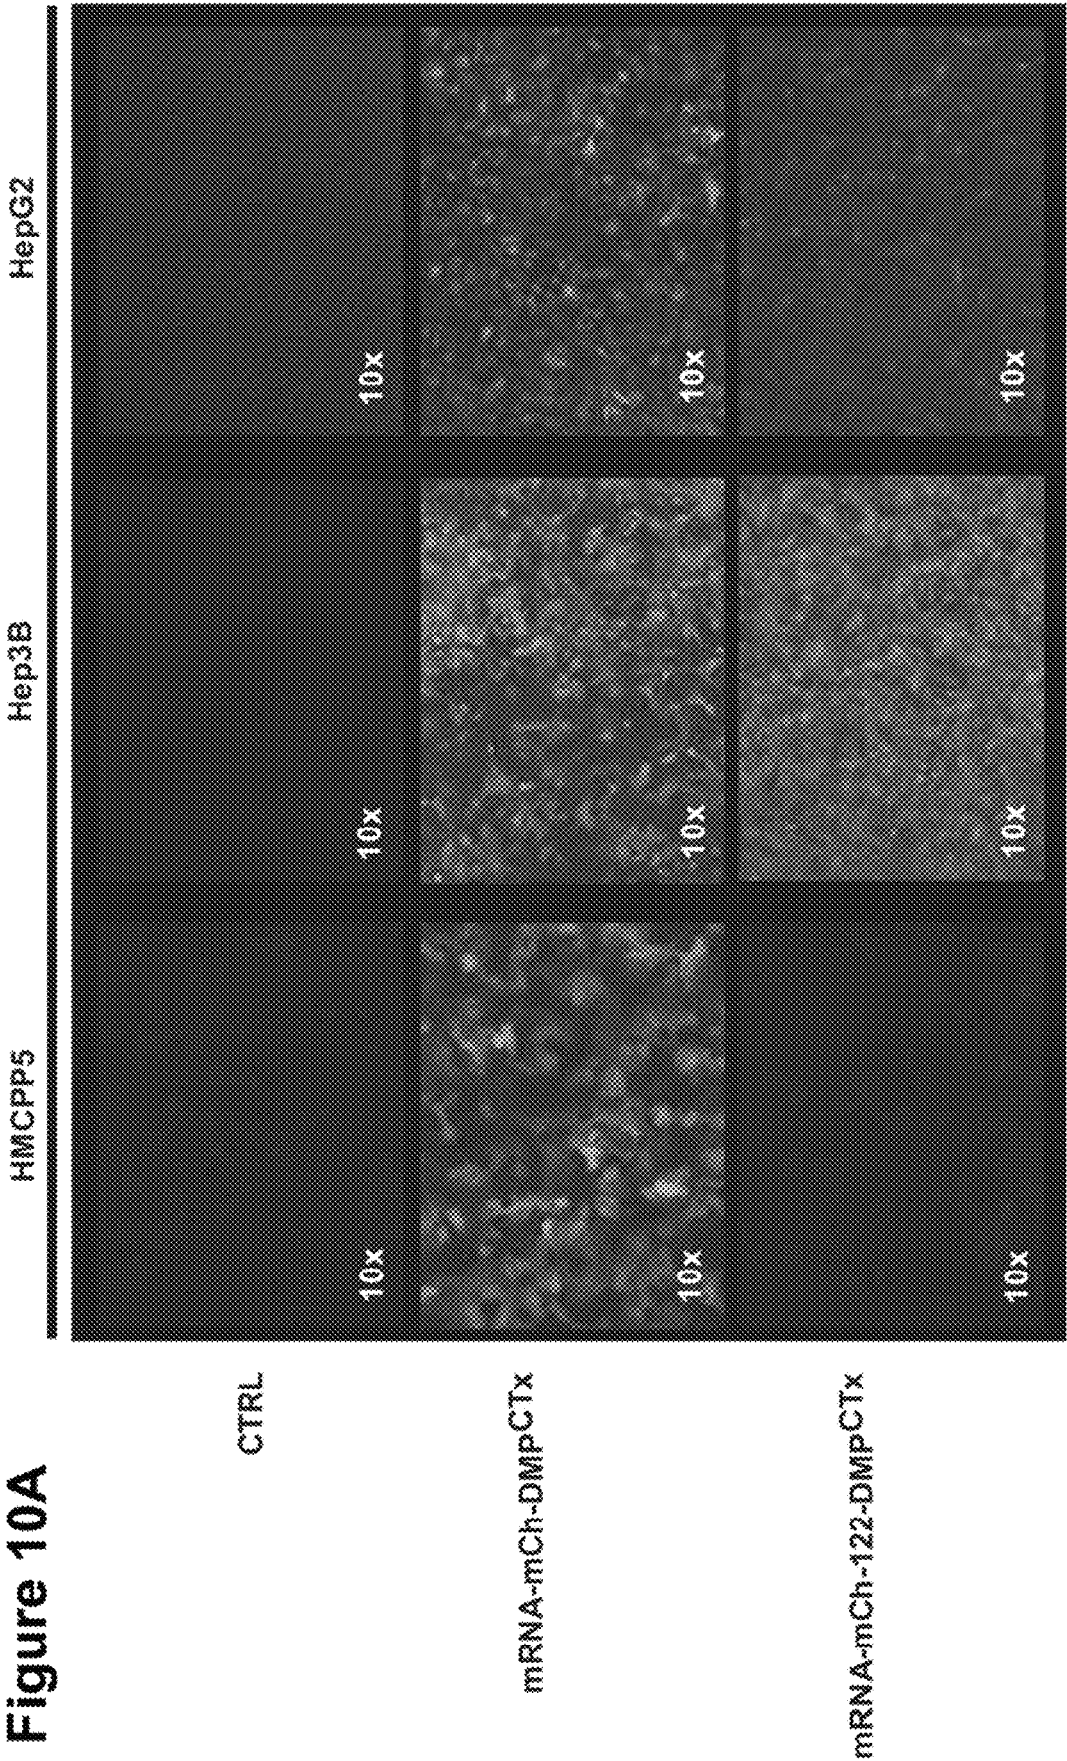 Figure 10A
HMCPP5 Hep3B HepG2
CTRL
10x 10x 10x
mRNA-mCh-DMPᶜᵀˣ
10x 10x 10x
mRNA-mCh-122-DMPᶜᵀˣ
10x 10x 10x